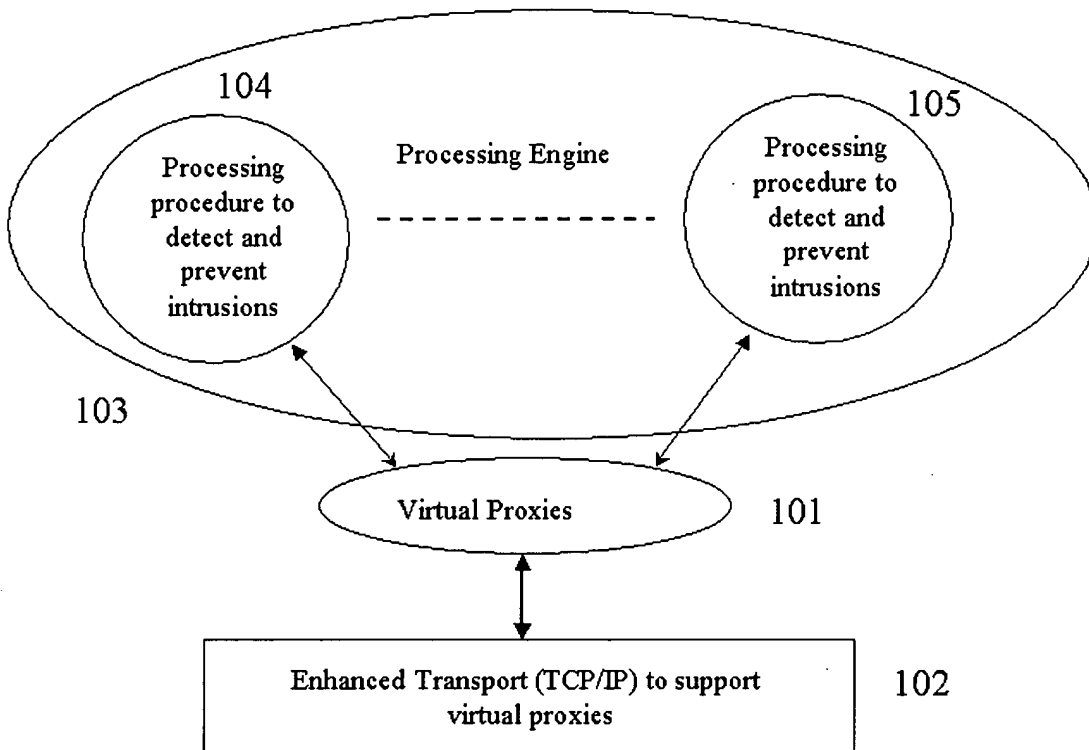 104
105
Processing
procedure to
detect and
prevent
intrusions
Processing Engine
Processing
procedure to
detect and
prevent
intrusions
103
Virtual Proxies
101
Enhanced Transport (TCP/IP) to support
virtual proxies
102